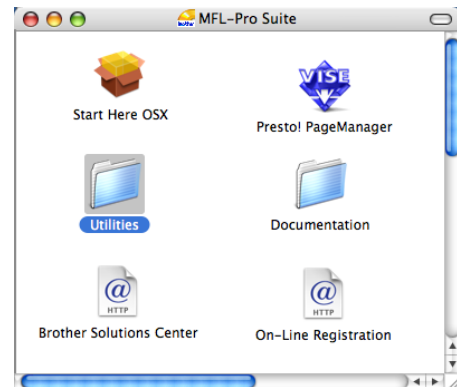 MFL-Pro Suite
Start Here OSX
VISE
Presto! PageManager
Utilities
Documentation
@
HTTP
Brother Solutions Center
@
HTTP
On-Line Registration